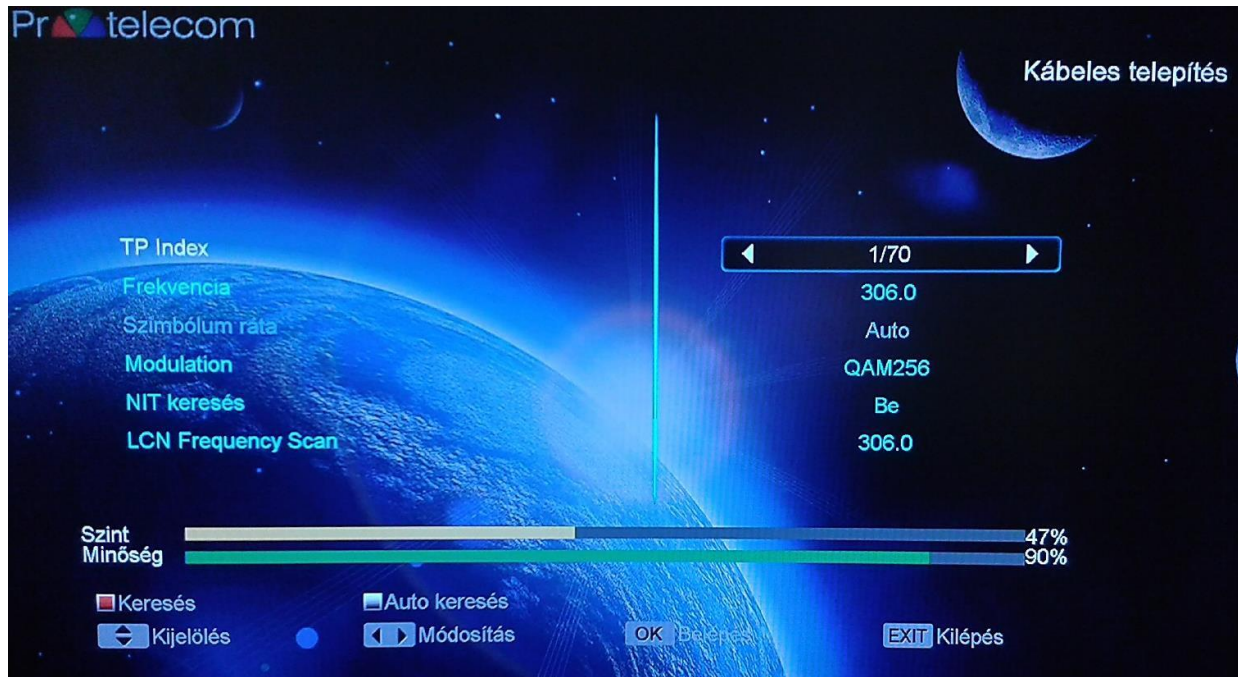 Pr telecom
Kábeles telepítés
TP Index 1/70
Frekvencia 306.0
Szimbólum ráta Auto
Modulation QAM256
NIT keresés Be
LCN Frequency Scan 306.0
Szint 47%
Minőség 90%
Keresés Auto keresés
Kijelölés Módosítás OK Belépés EXIT Kilépés